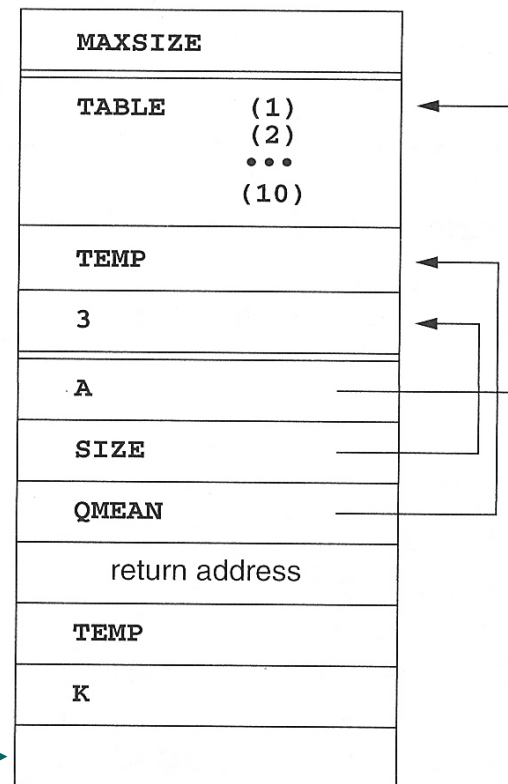 MAXSIZE
TABLE (1)
(2)
•••
(10)
TEMP
3
A
SIZE
QMEAN
return address
TEMP
K